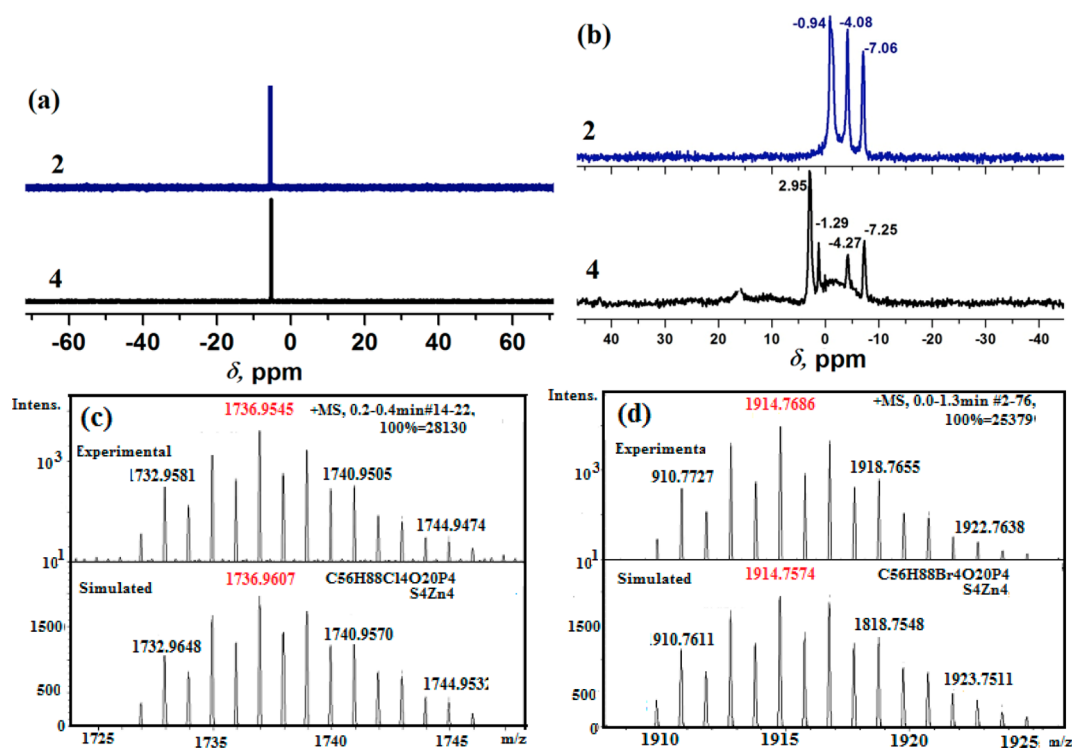 (a)
2
4
-60 -40 -20 0 20 40 60
δ, ppm
(b)
-0.94 -4.08
-7.06
2
2.95
-1.29
-4.27
-7.25
4
40 30 20 10 0 -10 -20 -30 -40
δ, ppm
Intens.
(c)
1736.9545
+MS, 0.2-0.4min#14-22,
100%=28130
Experimental
1732.9581
1740.9505
1744.9474
10³
10¹
Simulated
1736.9607
C56H88Cl4O20P4
S4Zn4
1732.9648
1740.9570
1744.9532
1500
500
0
1725 1735 1740 1745 m/z
Intens.
(d)
1914.7686
+MS, 0.0-1.3min #2-76,
100%=25379
Experimenta
910.7727
1918.7655
1922.7638
10³
10¹
Simulated
1914.7574
C56H88Br4O20P4
S4Zn4
910.7611
1818.7548
1923.7511
1500
500
0
1910 1915 1920 1925 m/z